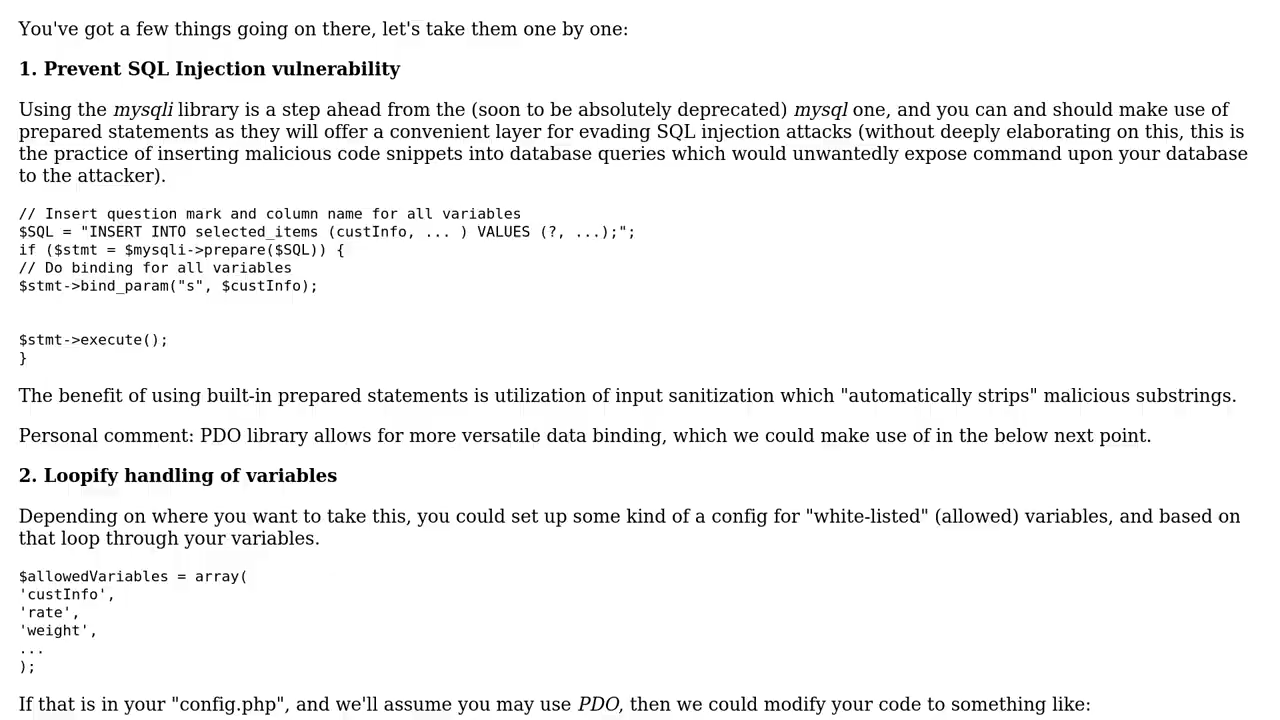 You've got a few things going on there, let's take them one by one:
1. Prevent SQL Injection vulnerability
Using the mysqli library is a step ahead from the (soon to be absolutely deprecated) mysql one, and you can and should make use of
prepared statements as they will offer a convenient layer for evading SQL injection attacks (without deeply elaborating on this, this is
the practice of inserting malicious code snippets into database queries which would unwantedly expose command upon your database
to the attacker).
// Insert question mark and column name for all variables
$SQL = "INSERT INTO selected_items (custInfo, ... ) VALUES (?, ...);";
if ($stmt = $mysqli->prepare($SQL)) {
// Do binding for all variables
$stmt->bind_param("s", $custInfo);
$stmt->execute();
}
The benefit of using built-in prepared statements is utilization of input sanitization which "automatically strips" malicious substrings.
Personal comment: PDO library allows for more versatile data binding, which we could make use of in the below next point.
2. Loopify handling of variables
Depending on where you want to take this, you could set up some kind of a config for "white-listed" (allowed) variables, and based on
that loop through your variables.
$allowedVariables = array(
'custInfo',
'rate',
'weight',
...
);
If that is in your "config.php", and we'll assume you may use PDO, then we could modify your code to something like: